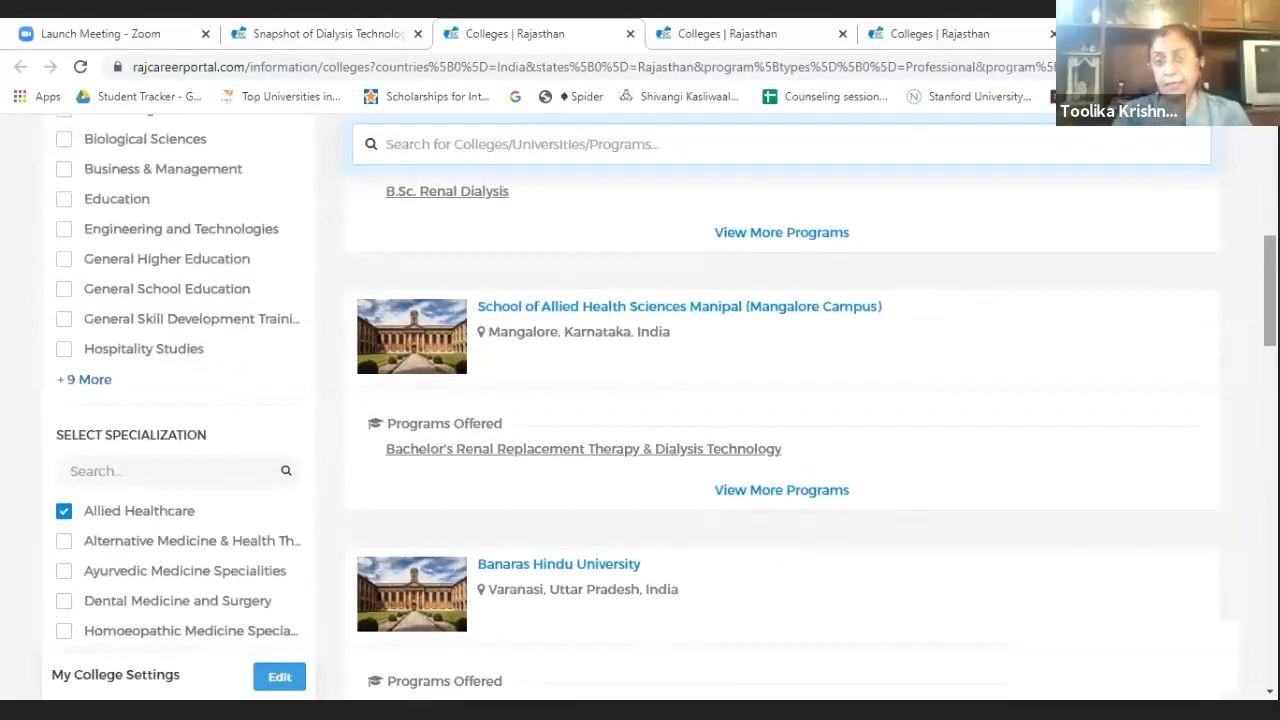 Launch Meeting - Zoom
Snapshot of Dialysis Technolog
Colleges | Rajasthan
Colleges | Rajasthan
Colleges | Rajasthan
rajcareerportal.com/information/colleges?countries%5B0%5D=India&states%5B0%5D=Rajasthan&program%5Btypes%5D%5B0%5D=Professional&program%5
Apps
Student Tracker - G...
Top Universities in...
Scholarships for Int...
Spider
Shivangi Kasliwaal...
Counseling session...
Stanford University...
Toolika Krishn...
Biological Sciences
Business & Management
Education
Engineering and Technologies
General Higher Education
General School Education
General Skill Development Traini...
Hospitality Studies
+ 9 More
SELECT SPECIALIZATION
Search...
Allied Healthcare
Alternative Medicine & Health Th...
Ayurvedic Medicine Specialities
Dental Medicine and Surgery
Homoeopathic Medicine Specia...
My College Settings
Edit
Search for Colleges/Universities/Programs...
B.Sc. Renal Dialysis
View More Programs
School of Allied Health Sciences Manipal (Mangalore Campus)
Mangalore, Karnataka, India
Programs Offered
Bachelor's Renal Replacement Therapy & Dialysis Technology
View More Programs
Banaras Hindu University
Varanasi, Uttar Pradesh, India
Programs Offered